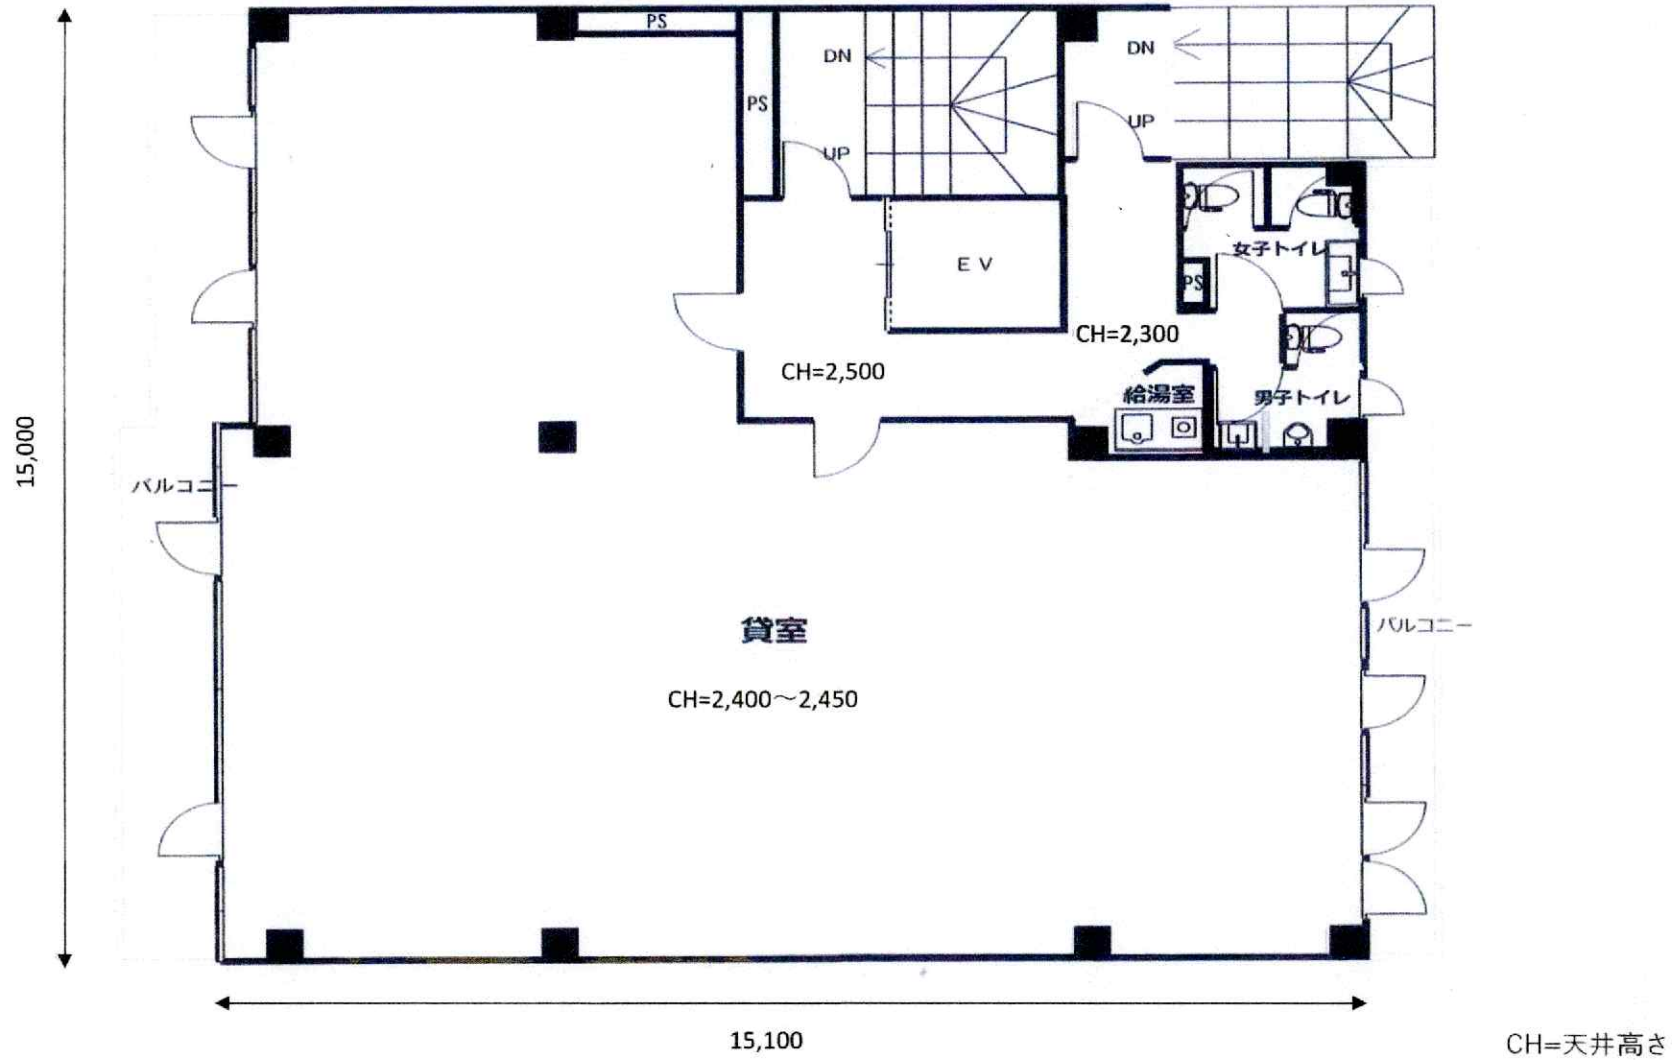 PS
PS
DN
UP
DN
UP
女子トイレ
EV
PS
CH=2,300
CH=2,500
給湯室
男子トイレ
15,000
バルコニ
バルコニー
貸室
CH=2,400～2,450
15,100
CH=天井高さ